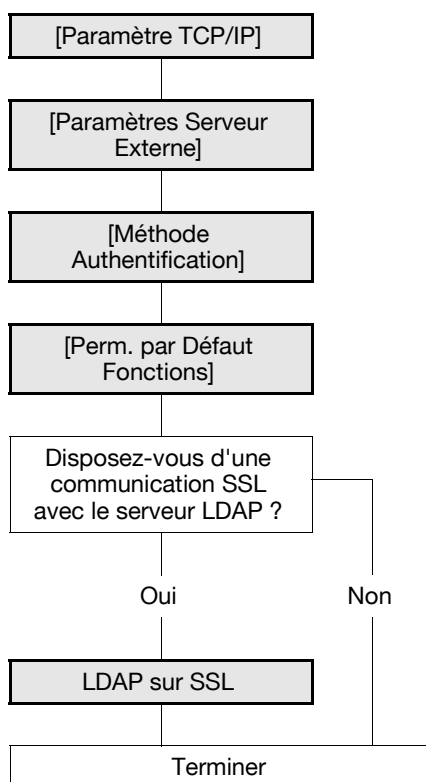 [Paramètre TCP/IP]
[Paramètres Serveur
Externe]
[Méthode
Authentification]
[Perm. par Défaut
Fonctions]
Disposez-vous d'une
communication SSL
avec le serveur LDAP ?
Oui
Non
LDAP sur SSL
Terminer